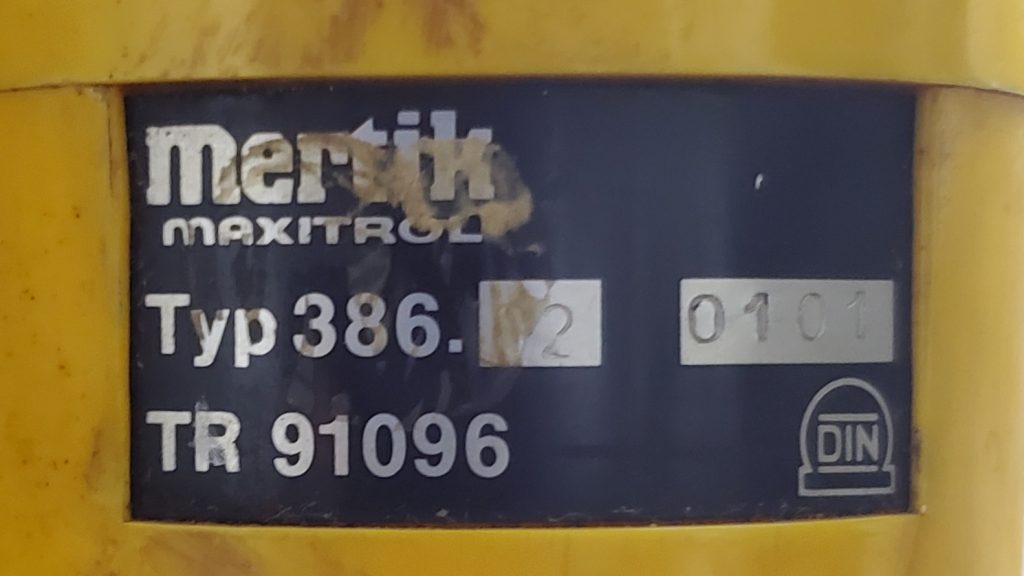 mertik
MAXITROL
Typ 386. 2 0101
TR 91096
DIN